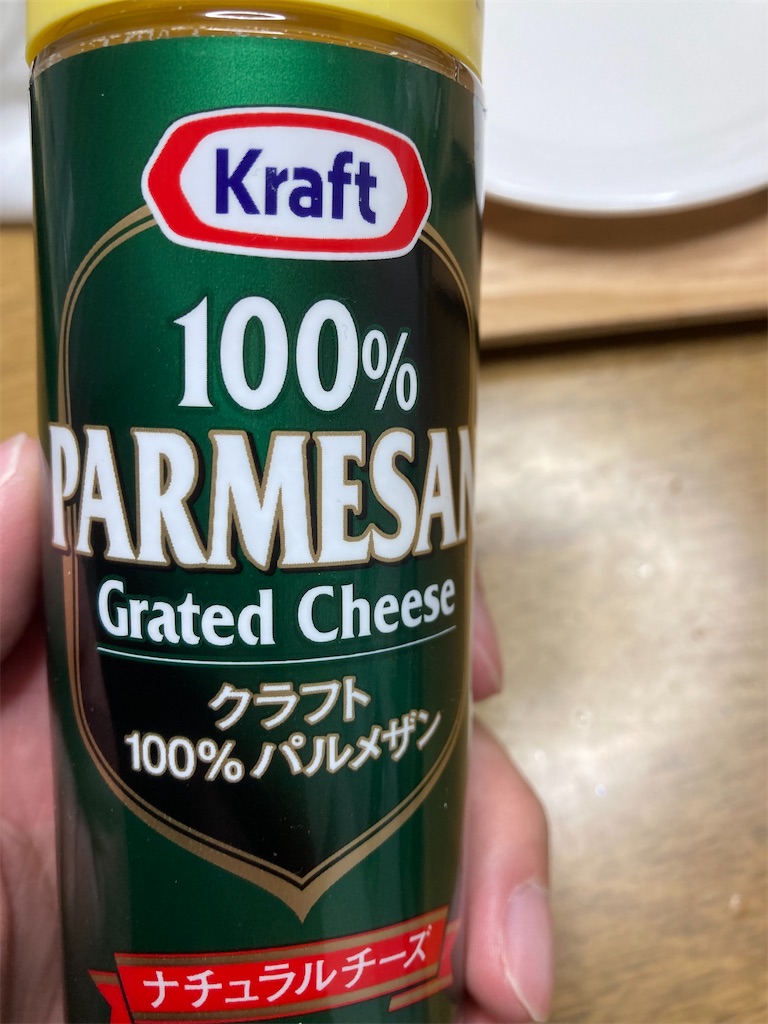 Kraft
100%
PARMESAN
Grated Cheese
クラフト
100%パルメザン
ナチュラルチーズ